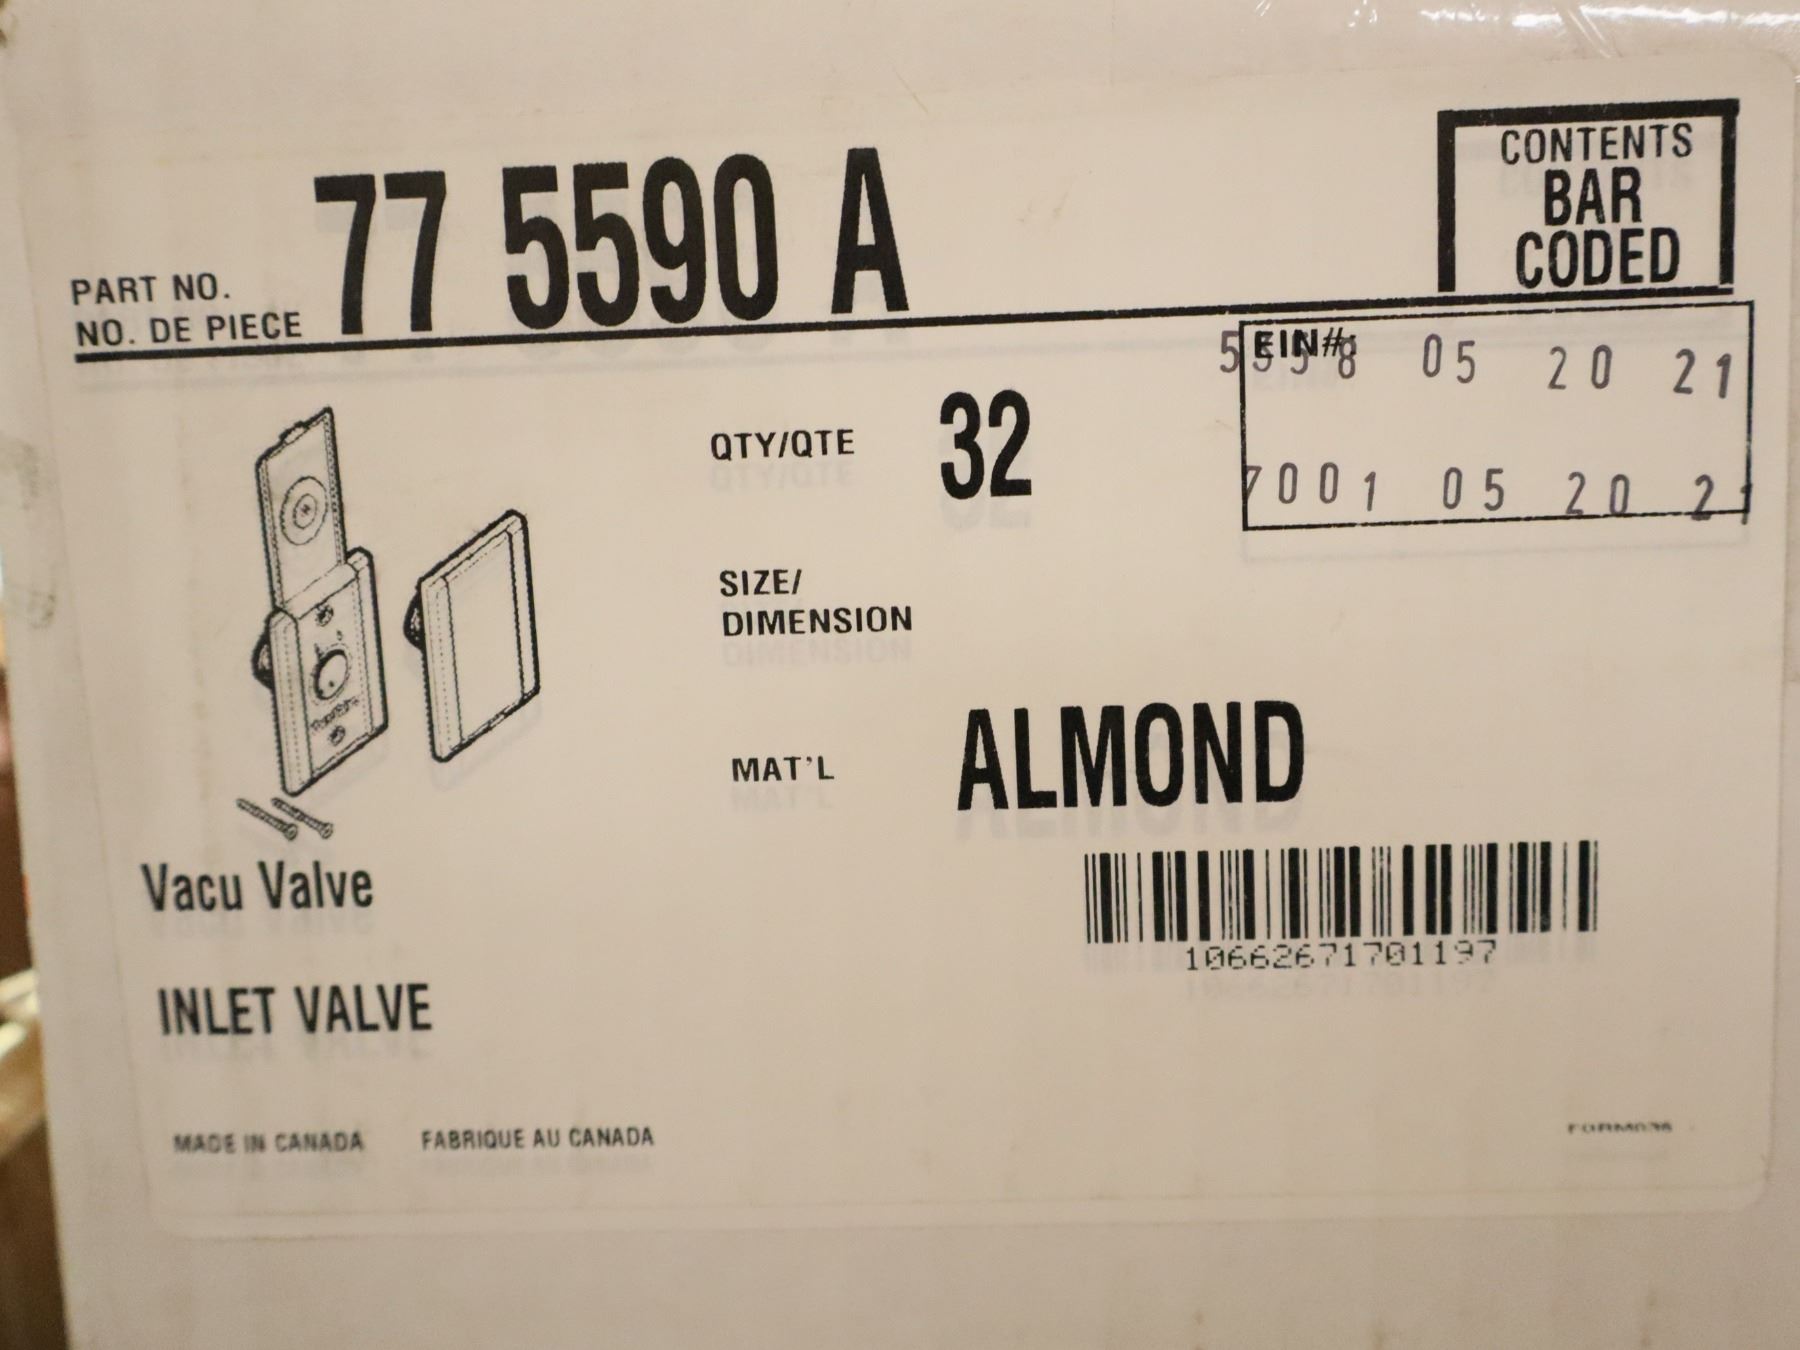 CONTENTS
BAR
CODED
PART NO.
NO. DE PIECE
77 5590 A
EIN#:
05 20 21
7001 05 20 21
QTY/QTE 32
SIZE/
DIMENSION
MAT'L ALMOND
10662671701197
Vacu Valve
INLET VALVE
MADE IN CANADA FABRIQUE AU CANADA